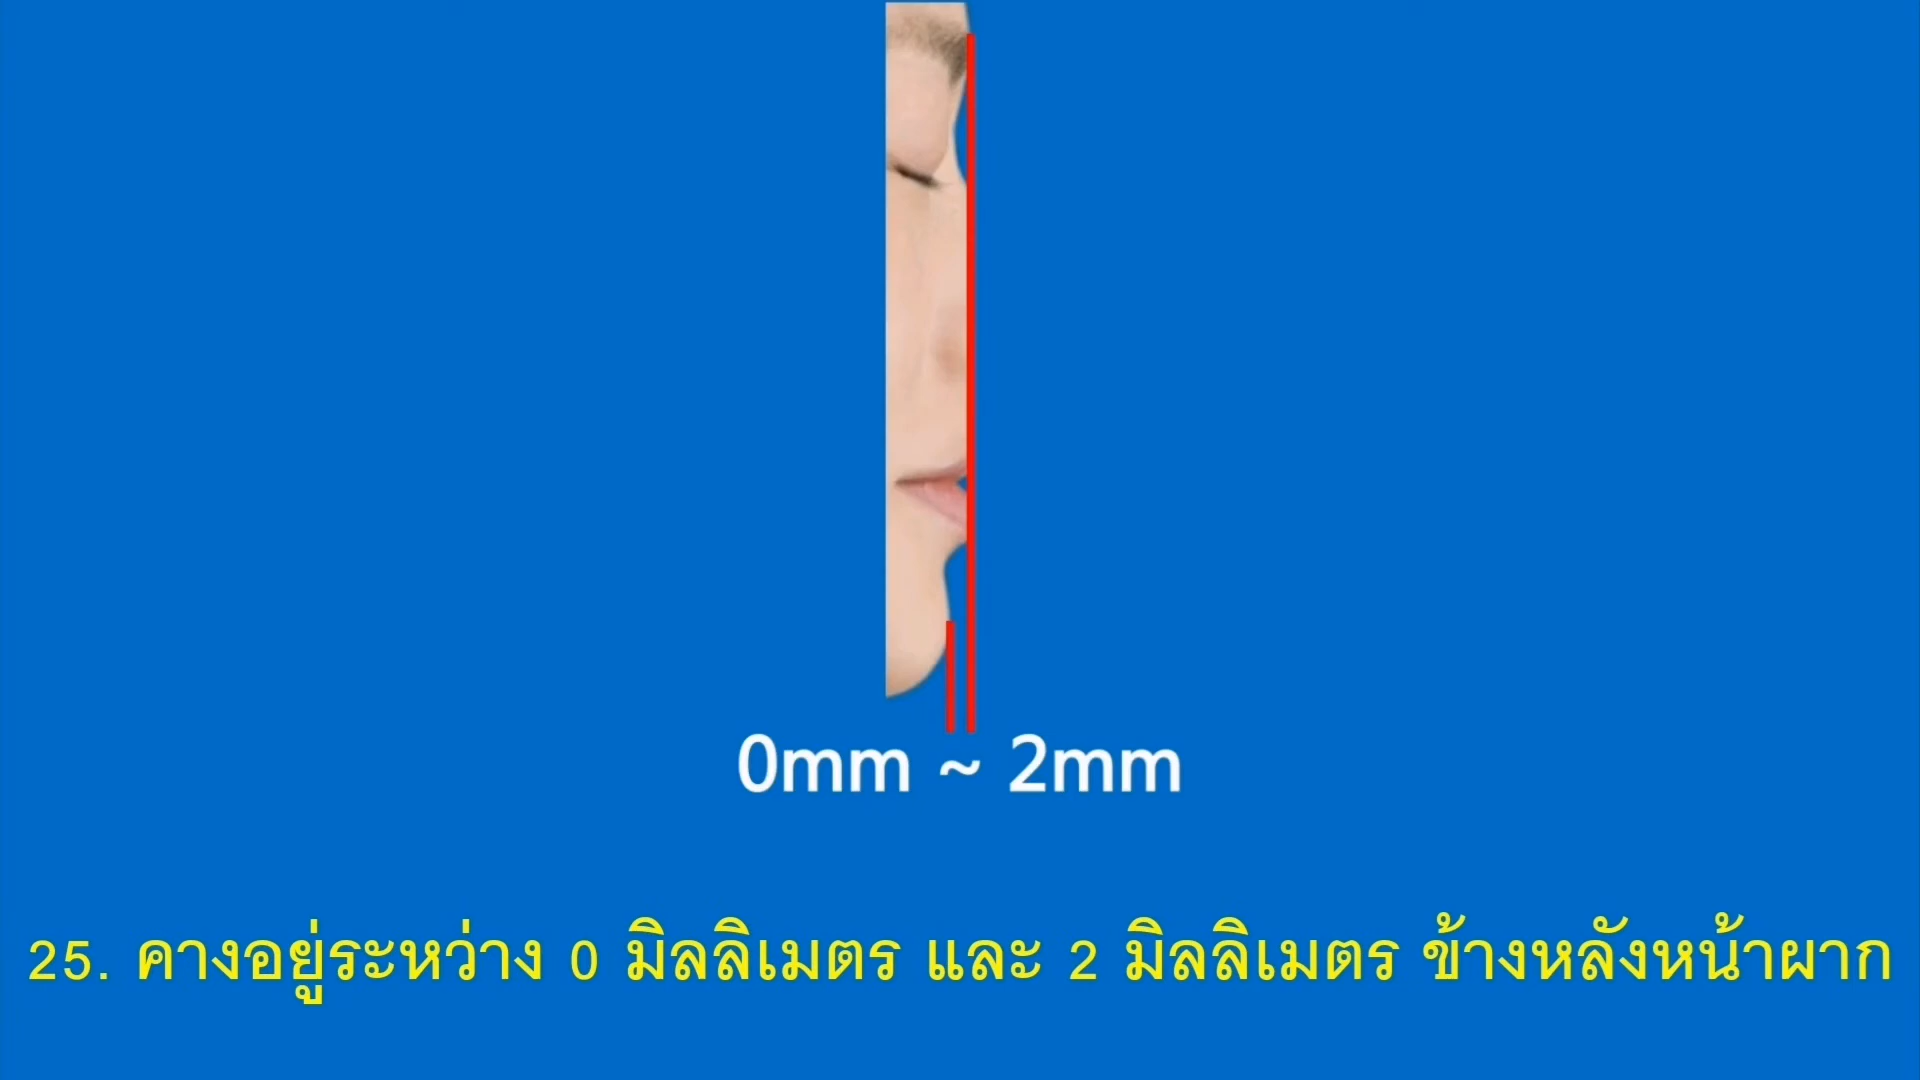 0mm ~ 2mm
25. คางอยู่ระหว่าง 0 มิลลิเมตร และ 2 มิลลิเมตร ข้างหลังหน้าผาก